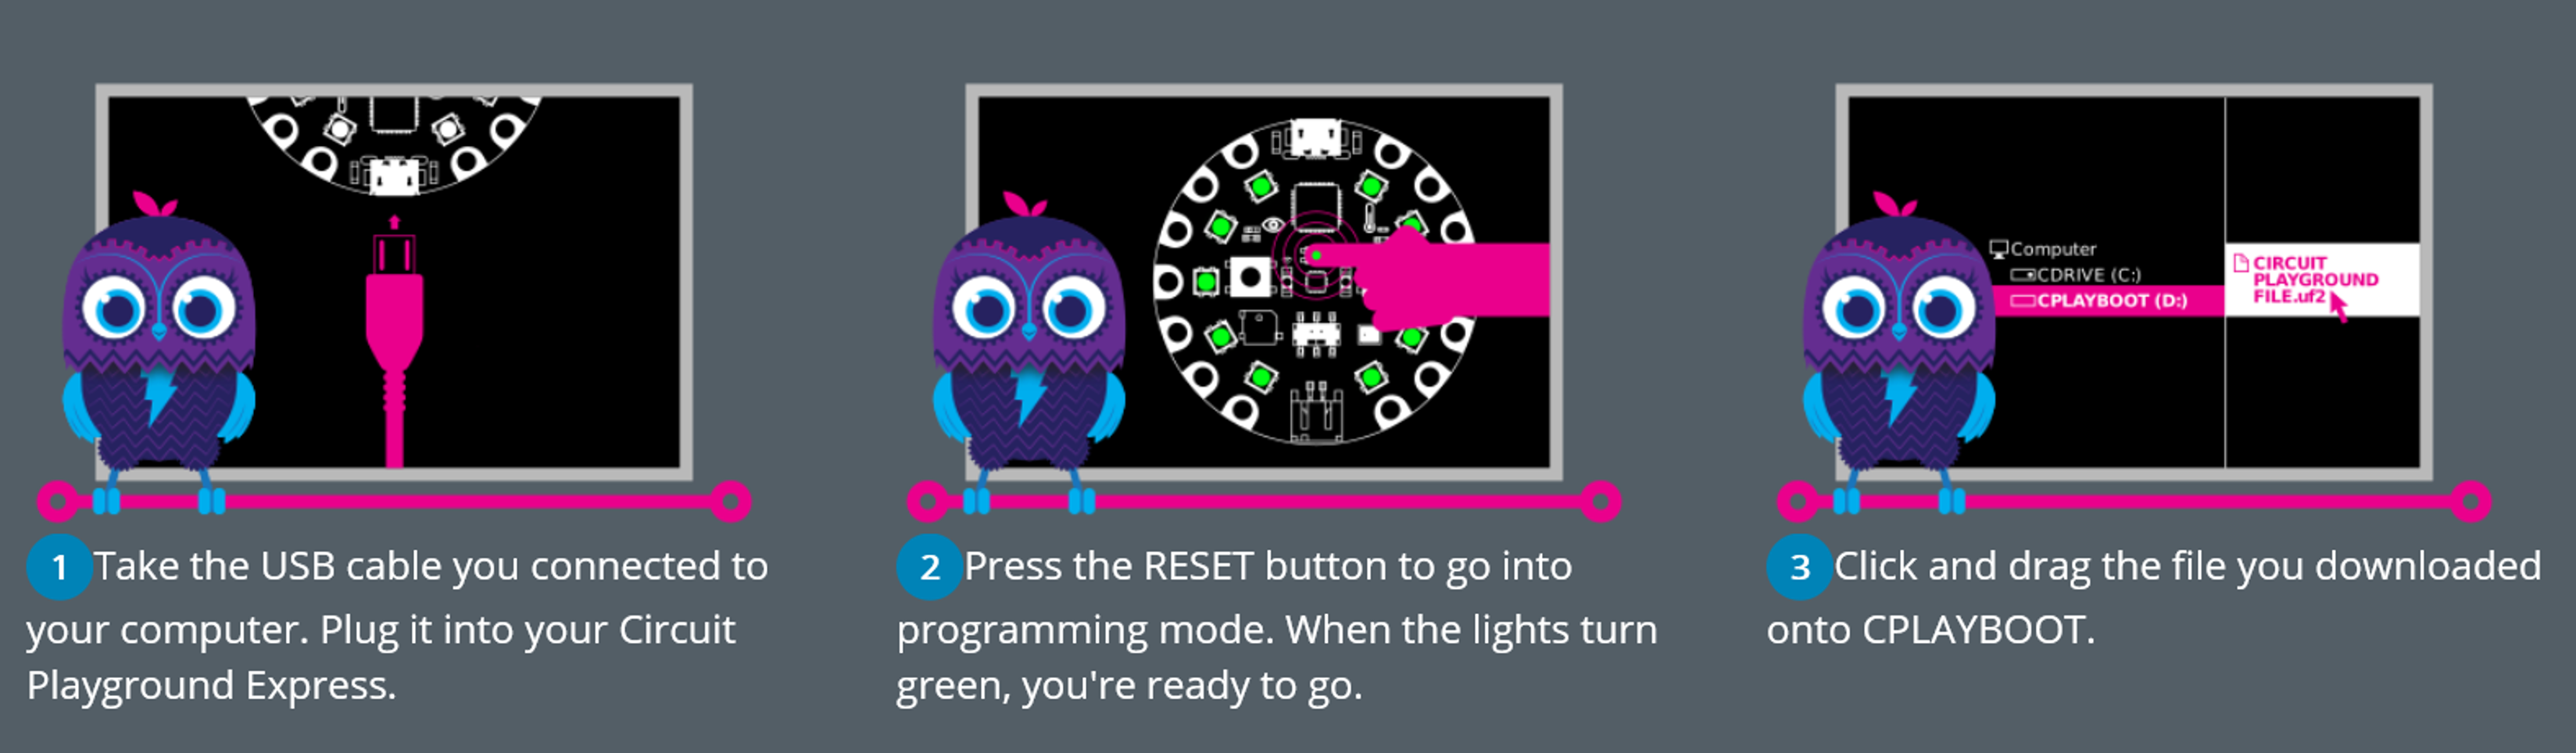 Computer
CDRIVE (C:)
CPLAYBOOT (D:)
CIRCUIT
PLAYGROUND
FILE.uf2
1 Take the USB cable you connected to
your computer. Plug it into your Circuit
Playground Express.
2 Press the RESET button to go into
programming mode. When the lights turn
green, you're ready to go.
3 Click and drag the file you downloaded
onto CPLAYBOOT.